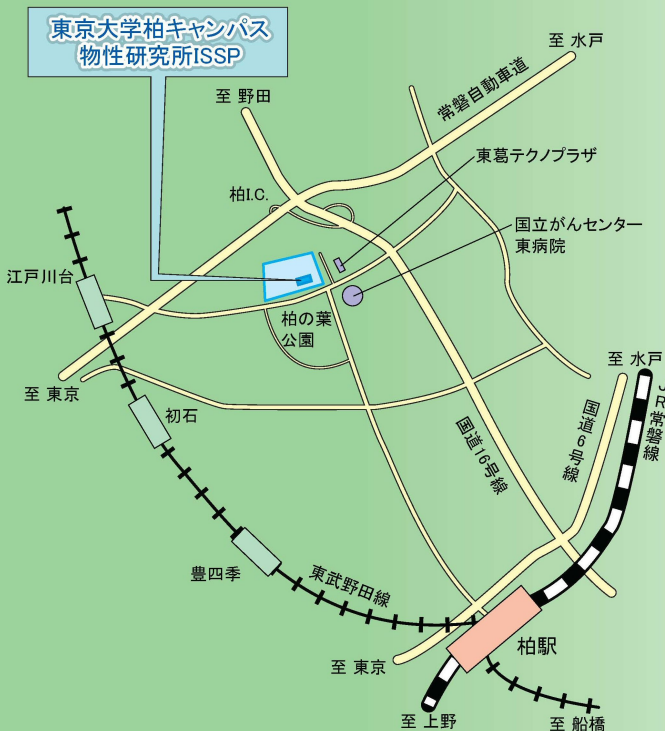 東京大学柏キャンパス
物性研究所ISSP
至 水戸
至 野田
常磐自動車道
東葛テクノプラザ
柏I.C.
国立がんセンター
東病院
江戸川台
柏の葉
公園
至 東京
初石
至 水戸
JR常磐線
国道6号線
国道16号線
豊四季
東武野田線
柏駅
至 東京
至 上野
至 船橋